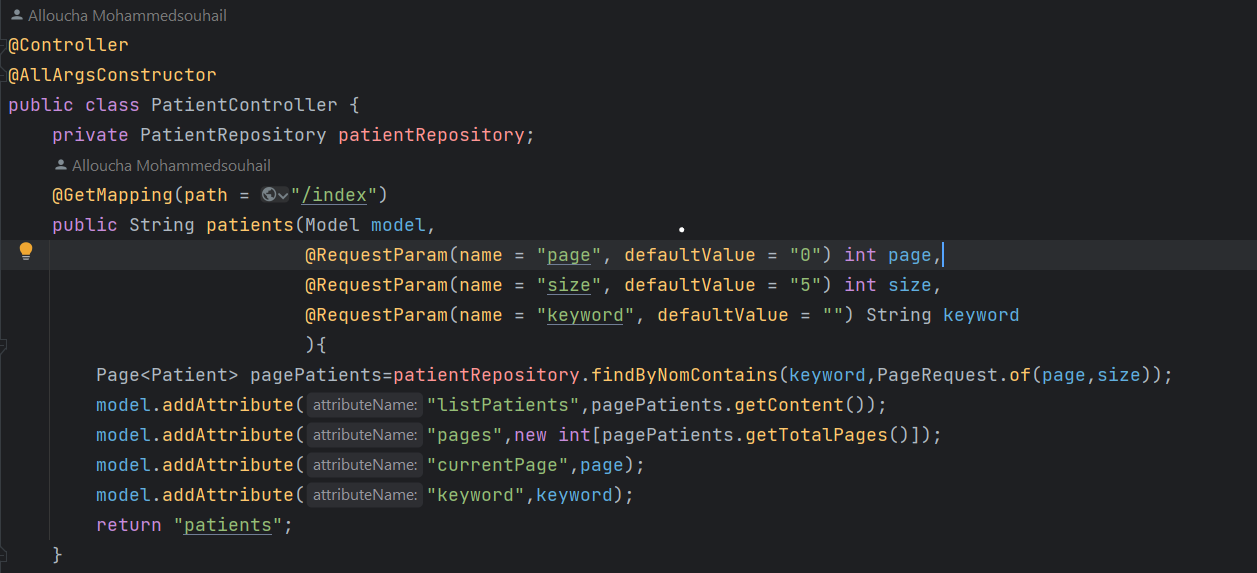 Alloucha Mohammedsouhail
@Controller
@AllArgsConstructor
public class PatientController {
    private PatientRepository patientRepository;
    Alloucha Mohammedsouhail
    @GetMapping(path = "/index")
    public String patients(Model model,
                           @RequestParam(name = "page", defaultValue = "0") int page,
                           @RequestParam(name = "size", defaultValue = "5") int size,
                           @RequestParam(name = "keyword", defaultValue = "") String keyword
                           ){
        Page<Patient> pagePatients=patientRepository.findByNomContains(keyword,PageRequest.of(page,size));
        model.addAttribute( attributeName: "listPatients",pagePatients.getContent());
        model.addAttribute( attributeName: "pages",new int[pagePatients.getTotalPages()]);
        model.addAttribute( attributeName: "currentPage",page);
        model.addAttribute( attributeName: "keyword",keyword);
        return "patients";
    }